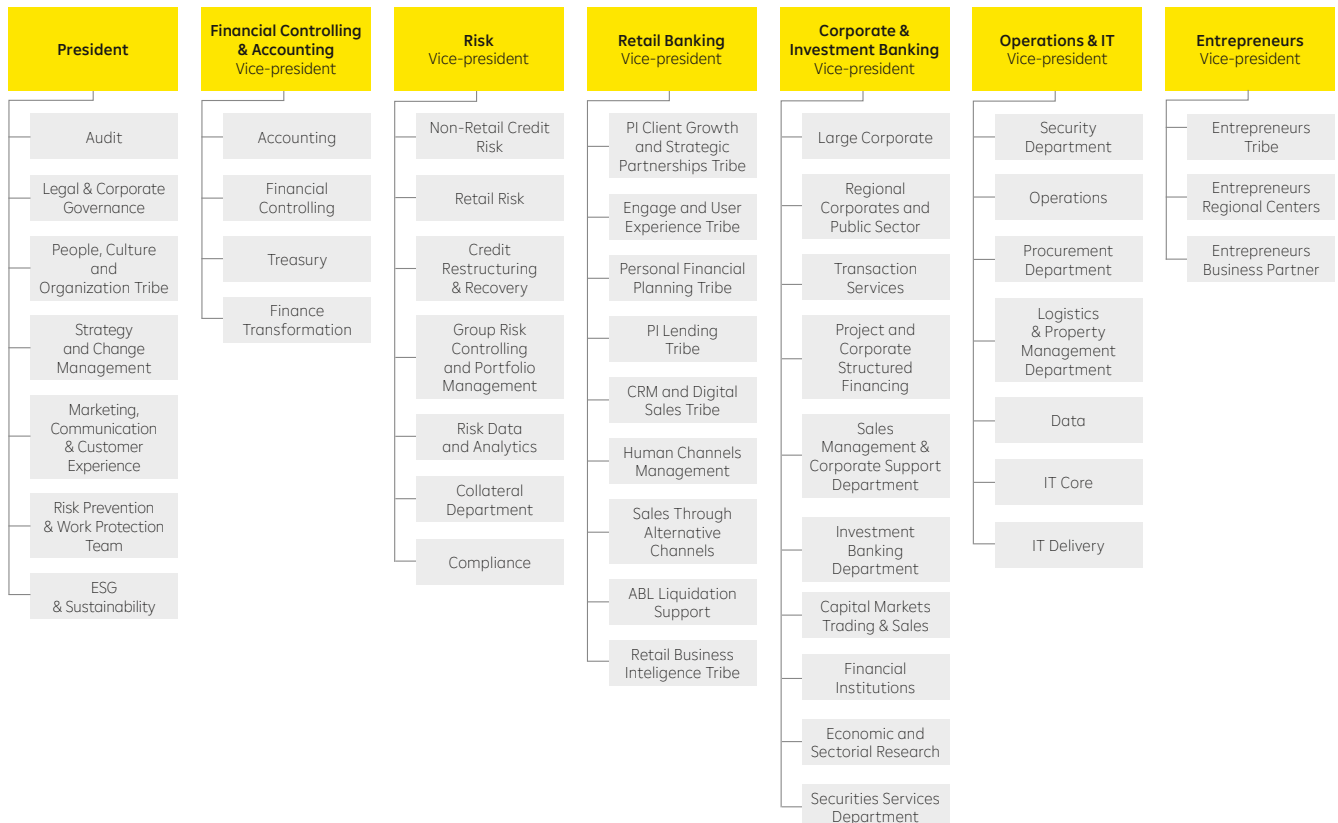 President
Audit
Legal & Corporate
Governance
People, Culture
and
Organization Tribe
Strategy
and Change
Management
Marketing,
Communication
& Customer
Experience
Risk Prevention
& Work Protection
Team
ESG
& Sustainability
Financial Controlling
& Accounting
Vice-president
Accounting
Financial
Controlling
Treasury
Finance
Transformation
Risk
Vice-president
Non-Retail Credit
Risk
Retail Risk
Credit
Restructuring
& Recovery
Group Risk
Controlling
and Portfolio
Management
Risk Data
and Analytics
Collateral
Department
Compliance
Retail Banking
Vice-president
PI Client Growth
and Strategic
Partnerships Tribe
Engage and User
Experience Tribe
Personal Financial
Planning Tribe
PI Lending
Tribe
CRM and Digital
Sales Tribe
Human Channels
Management
Sales Through
Alternative
Channels
ABL Liquidation
Support
Retail Business
Inteligence Tribe
Corporate &
Investment Banking
Vice-president
Large Corporate
Regional
Corporates and
Public Sector
Transaction
Services
Project and
Corporate
Structured
Financing
Sales
Management &
Corporate Support
Department
Investment
Banking
Department
Capital Markets
Trading & Sales
Financial
Institutions
Economic and
Sectorial Research
Securities Services
Department
Operations & IT
Vice-president
Security
Department
Operations
Procurement
Department
Logistics
& Property
Management
Department
Data
IT Core
IT Delivery
Entrepreneurs
Vice-president
Entrepreneurs
Tribe
Entrepreneurs
Regional Centers
Entrepreneurs
Business Partner